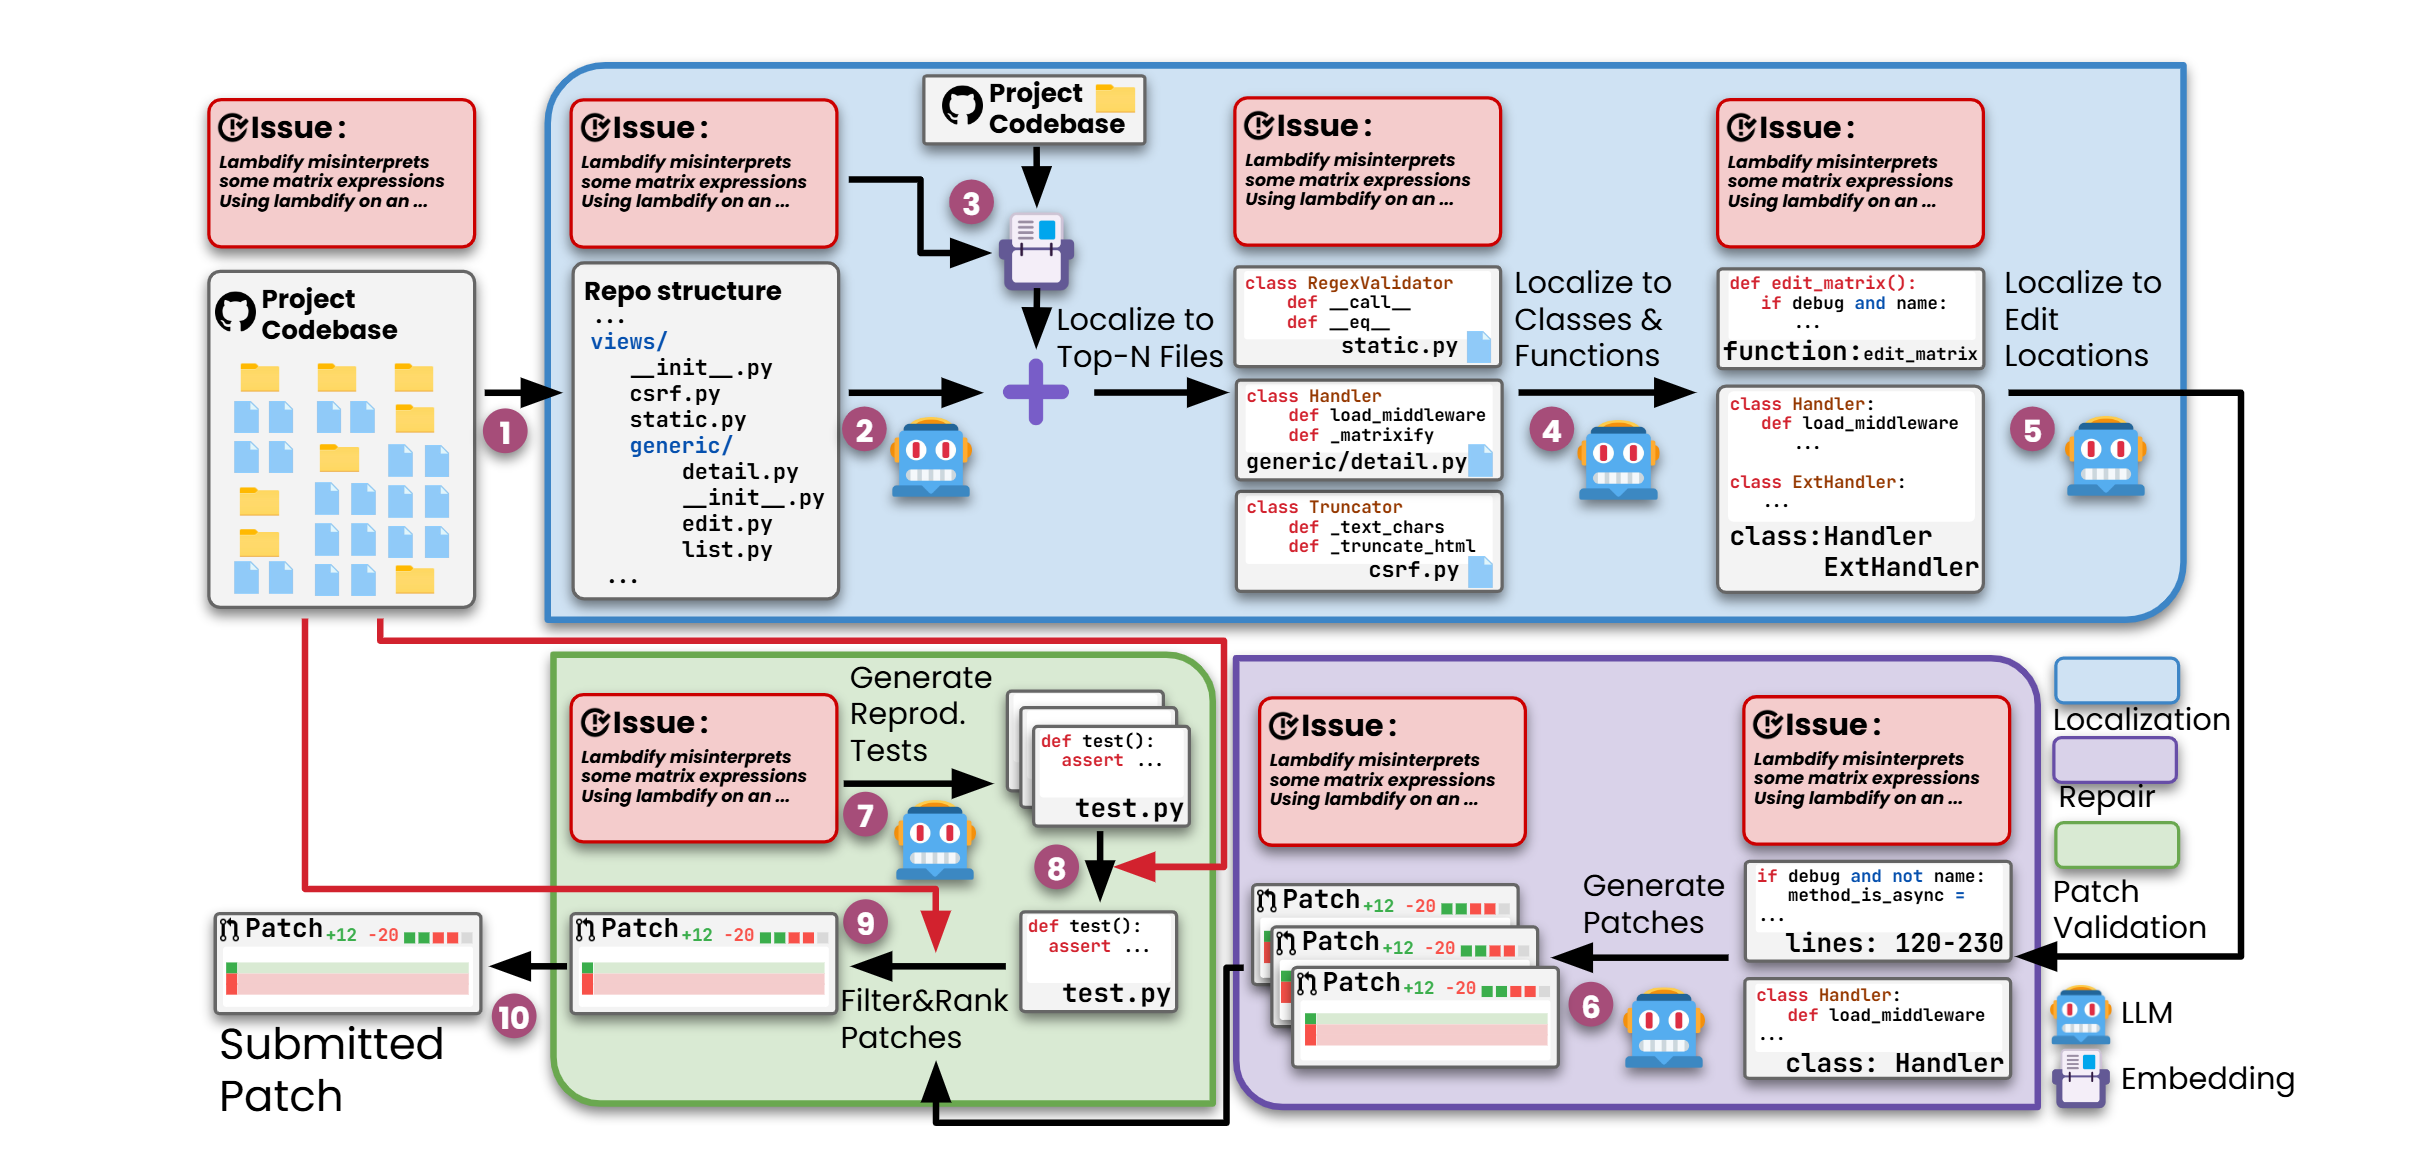 Issue:
Lambdify misinterprets
some matrix expressions
Using lambdify on an ...
Project
Codebase
1
Issue:
Lambdify misinterprets
some matrix expressions
Using lambdify on an ...
Repo structure
...
views/
__init__.py
csrf.py
static.py
generic/
detail.py
__init__.py
edit.py
list.py
...
2
Project
Codebase
3
Localize to
Top-N Files
Issue:
Lambdify misinterprets
some matrix expressions
Using lambdify on an ...
class RegexValidator
def __call__
def __eq__
static.py
class Handler
def load_middleware
def _matrixify
generic/detail.py
class Truncator
def _text_chars
def _truncate_html
csrf.py
Localize to
Classes &
Functions
4
Issue:
Lambdify misinterprets
some matrix expressions
Using lambdify on an ...
def edit_matrix():
if debug and name:
...
function:edit_matrix
class Handler:
def load_middleware
...
class ExtHandler:
...
class:Handler
ExtHandler
Localize to
Edit
Locations
5
Issue:
Lambdify misinterprets
some matrix expressions
Using lambdify on an ...
Generate
Reprod.
Tests
7
def test():
assert ...
test.py
8
def test():
assert ...
test.py
9
Filter&Rank
Patches
Patch +12 -20
10
Patch +12 -20
Submitted
Patch
Issue:
Lambdify misinterprets
some matrix expressions
Using lambdify on an ...
Patch +12 -20
Patch +12 -20
Patch +12 -20
Generate
Patches
6
Issue:
Lambdify misinterprets
some matrix expressions
Using lambdify on an ...
if debug and not name:
method_is_async =
...
lines: 120-230
class Handler:
def load_middleware
...
class: Handler
Localization
Repair
Patch
Validation
LLM
Embedding